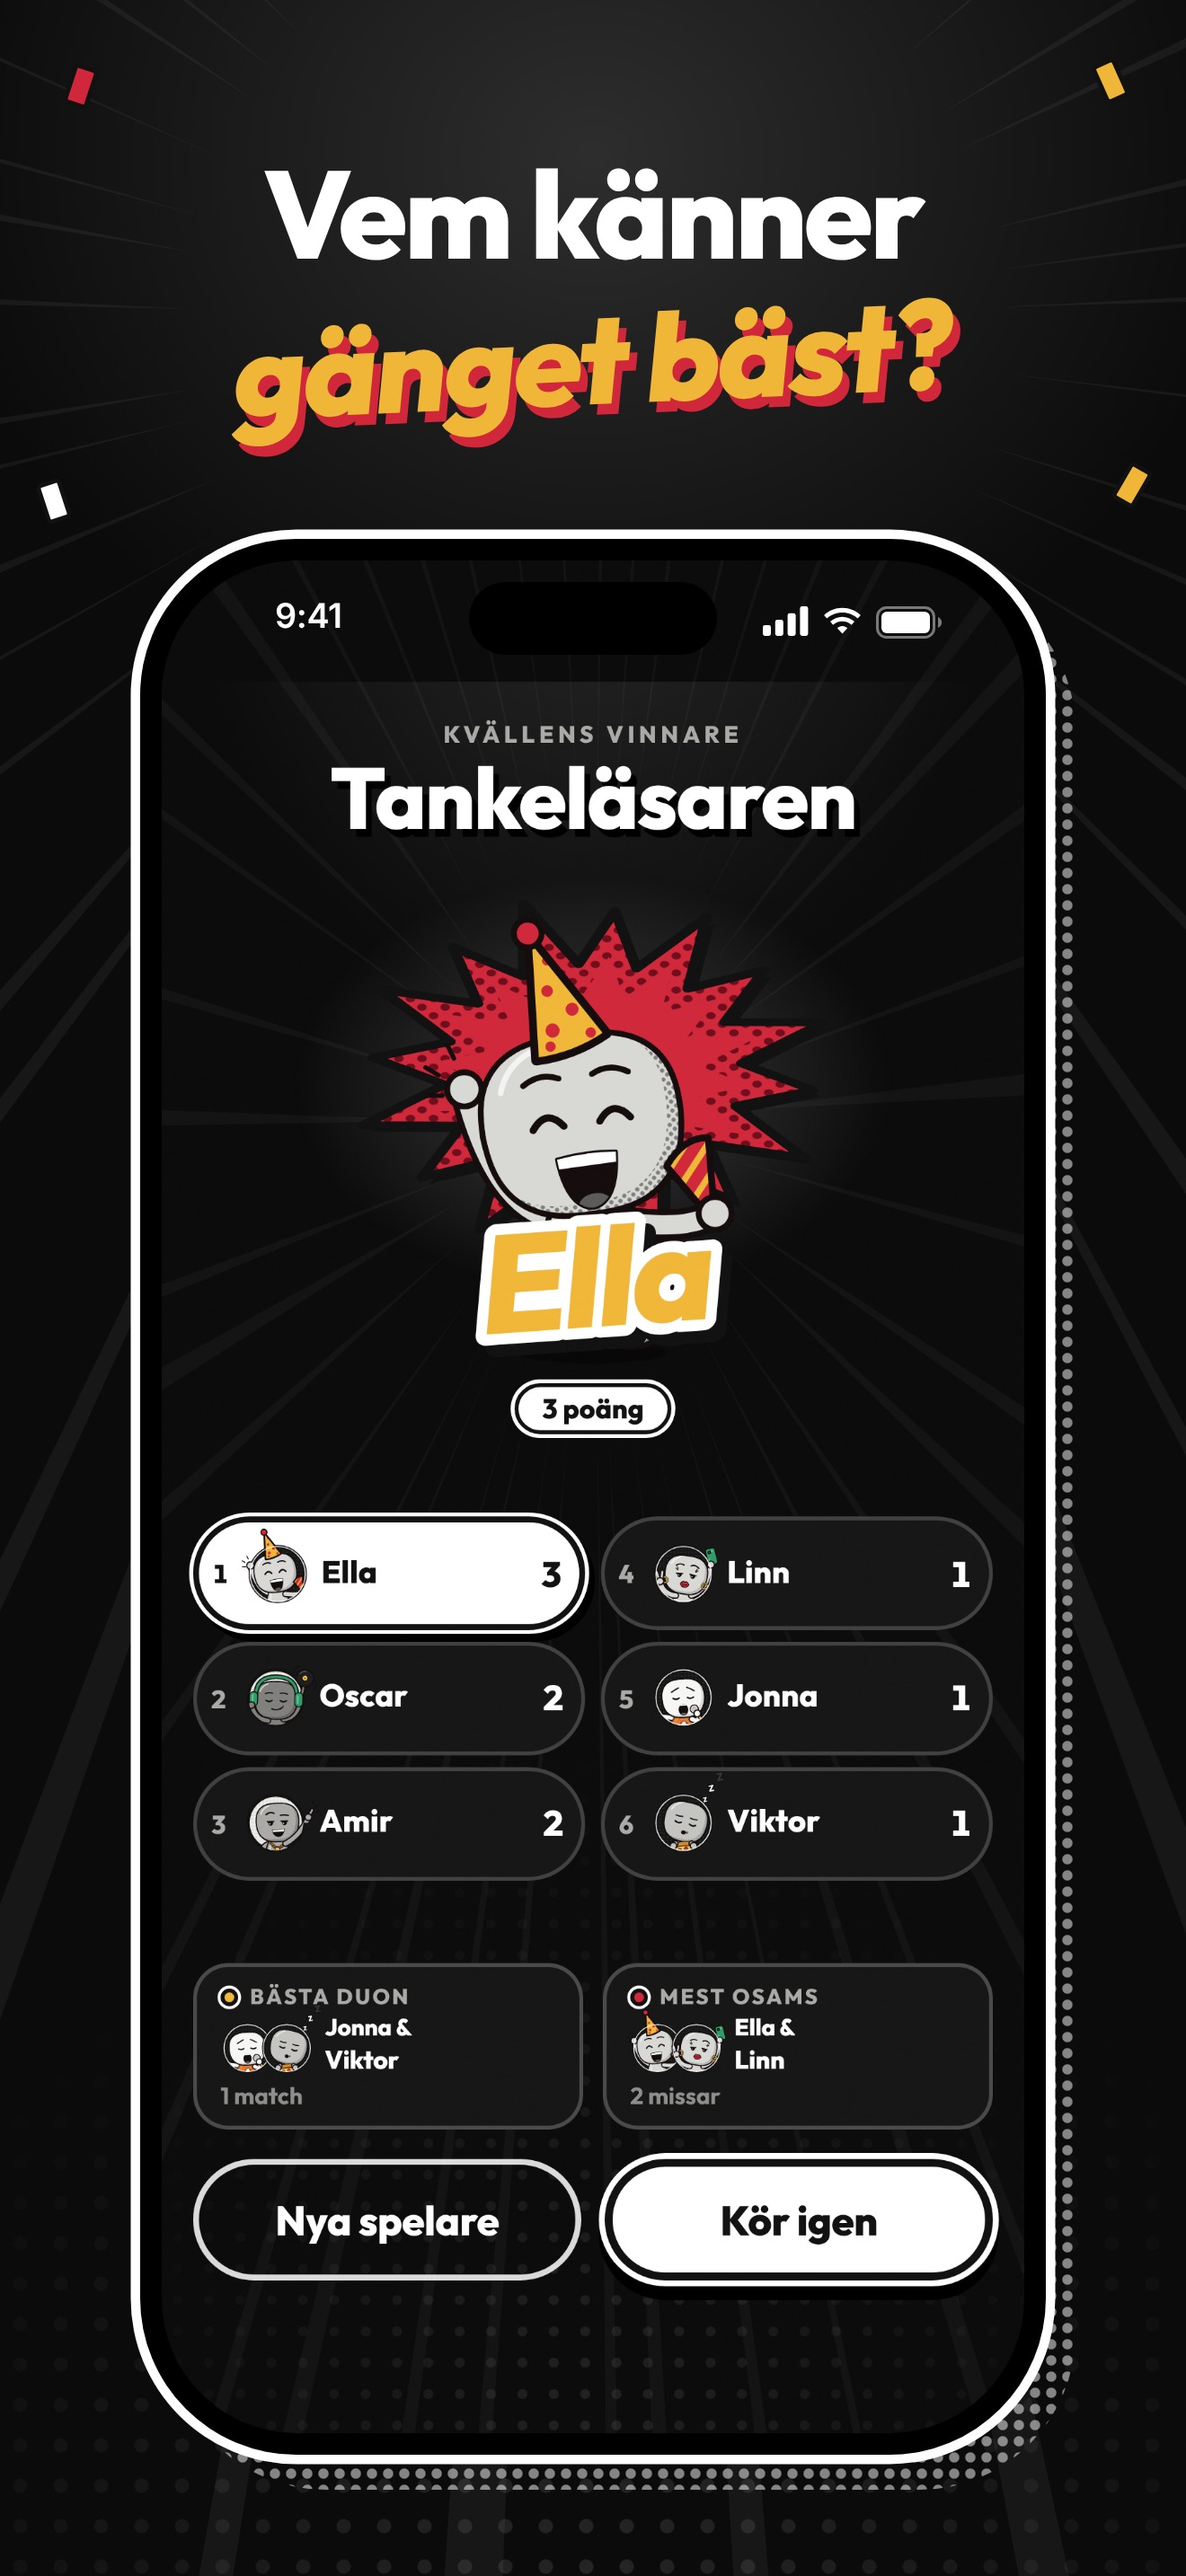 Vem känner
gänget bäst?
9:41
KVÄLLENS VINNARE
Tankeläsaren
Ella
3 poäng
1 Ella 3
2 Oscar 2
3 Amir 2
4 Linn 1
5 Jonna 1
6 Viktor 1
z z z
BÄSTA DUON
Jonna &
Viktor
1 match
MEST OSAMS
Ella &
Linn
2 missar
Nya spelare
Kör igen